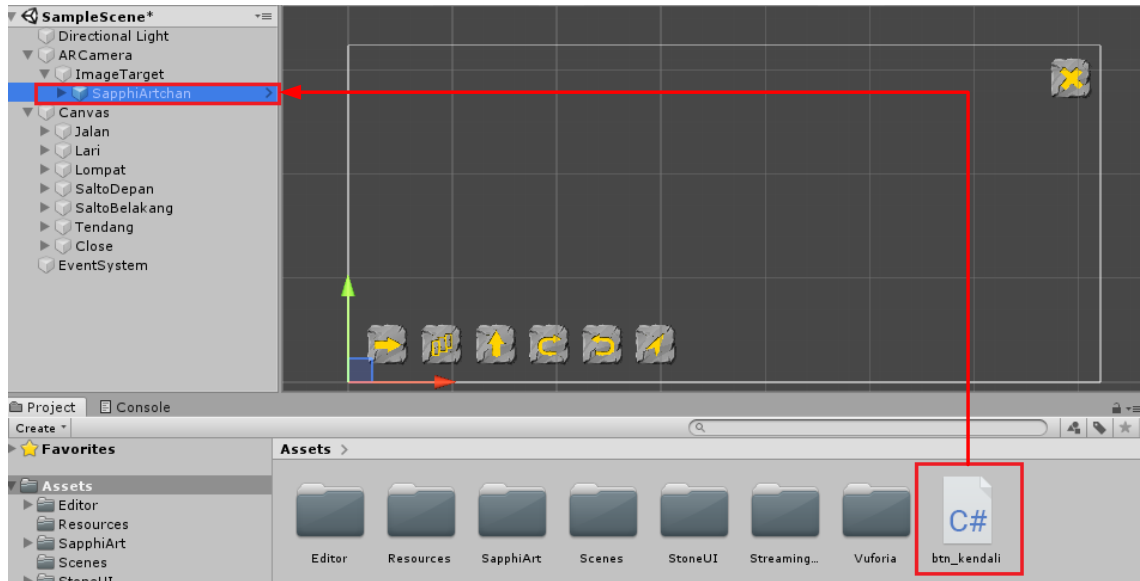 SampleScene*
Directional Light
ARCamera
ImageTarget
SapphiArtchan
Canvas
Jalan
Lari
Lompat
SaltoDepan
SaltoBelakang
Tendang
Close
EventSystem
Project Console
Create
Favorites
Assets >
Assets
Editor
Resources
SapphiArt
Scenes
StoneUI
Editor Resources SapphiArt Scenes StoneUI Streaming... Vuforia btn_kendali
C#